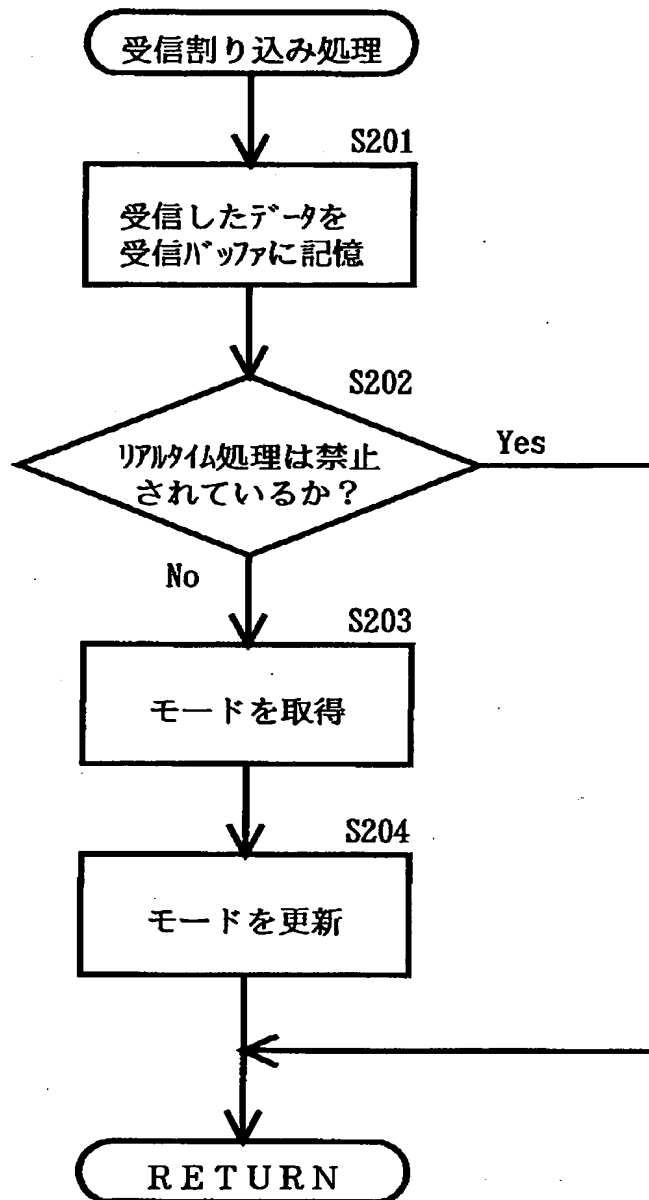 受信割り込み処理
S201
受信したﾃﾞｰﾀを
受信ﾊﾞｯﾌｧに記憶
S202
ﾘｱﾙﾀｲﾑ処理は禁止
されているか？
Yes
No
S203
モードを取得
S204
モードを更新
RETURN